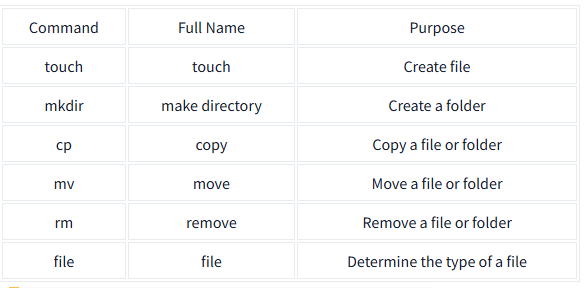 Command Full Name Purpose
touch touch Create file
mkdir make directory Create a folder
cp copy Copy a file or folder
mv move Move a file or folder
rm remove Remove a file or folder
file file Determine the type of a file